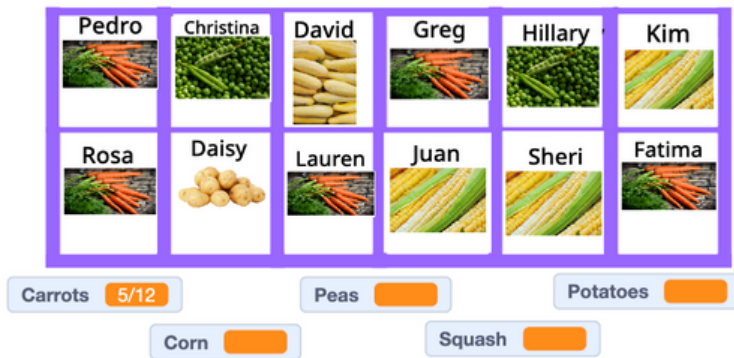 Pedro Christina David Greg Hillary Kim
Rosa Daisy Lauren Juan Sheri Fatima
Carrots 5/12 Peas Potatoes
Corn Squash